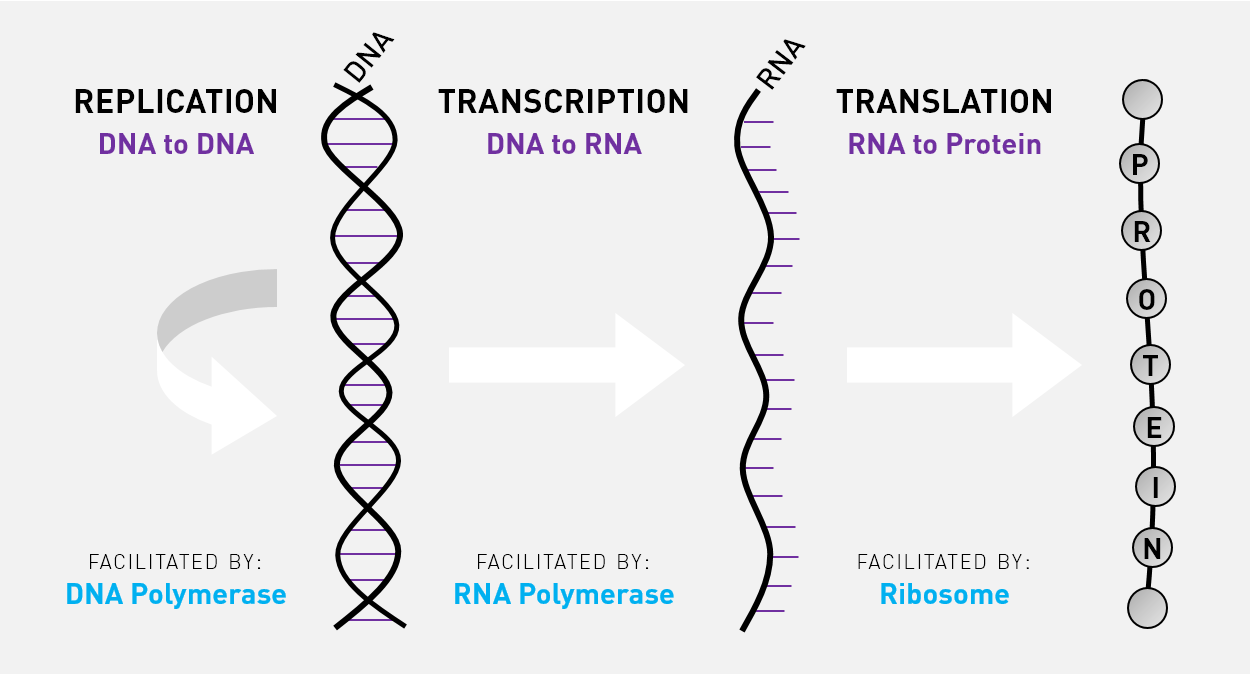 DNA
RNA
REPLICATION
DNA to DNA
TRANSCRIPTION
DNA to RNA
TRANSLATION
RNA to Protein
P
R
O
T
E
I
N
FACILITATED BY:
DNA Polymerase
FACILITATED BY:
RNA Polymerase
FACILITATED BY:
Ribosome